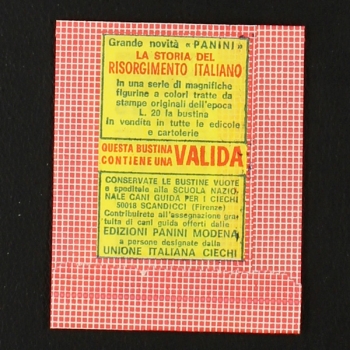 Grande novità «PANINI»
LA STORIA DEL
RISORGIMENTO ITALIANO
In una serie di magnifiche
figurine a colori tratte da
stampe originali dell'epoca
L. 20 la bustina
In vendita in tutte le edicole
e cartolerie
QUESTA BUSTINA
CONTIENE UNA VALIDA
CONSERVATE LE BUSTINE VUOTE
e speditele alla SCUOLA NAZIO-
NALE CANI GUIDA PER I CIECHI
50018 SCANDICCI (Firenze)
Contribuirete all'assegnazione gra-
tuita di cani guida offerti dalle
EDIZIONI PANINI MODENA
a persone designate dalla
UNIONE ITALIANA CIECHI